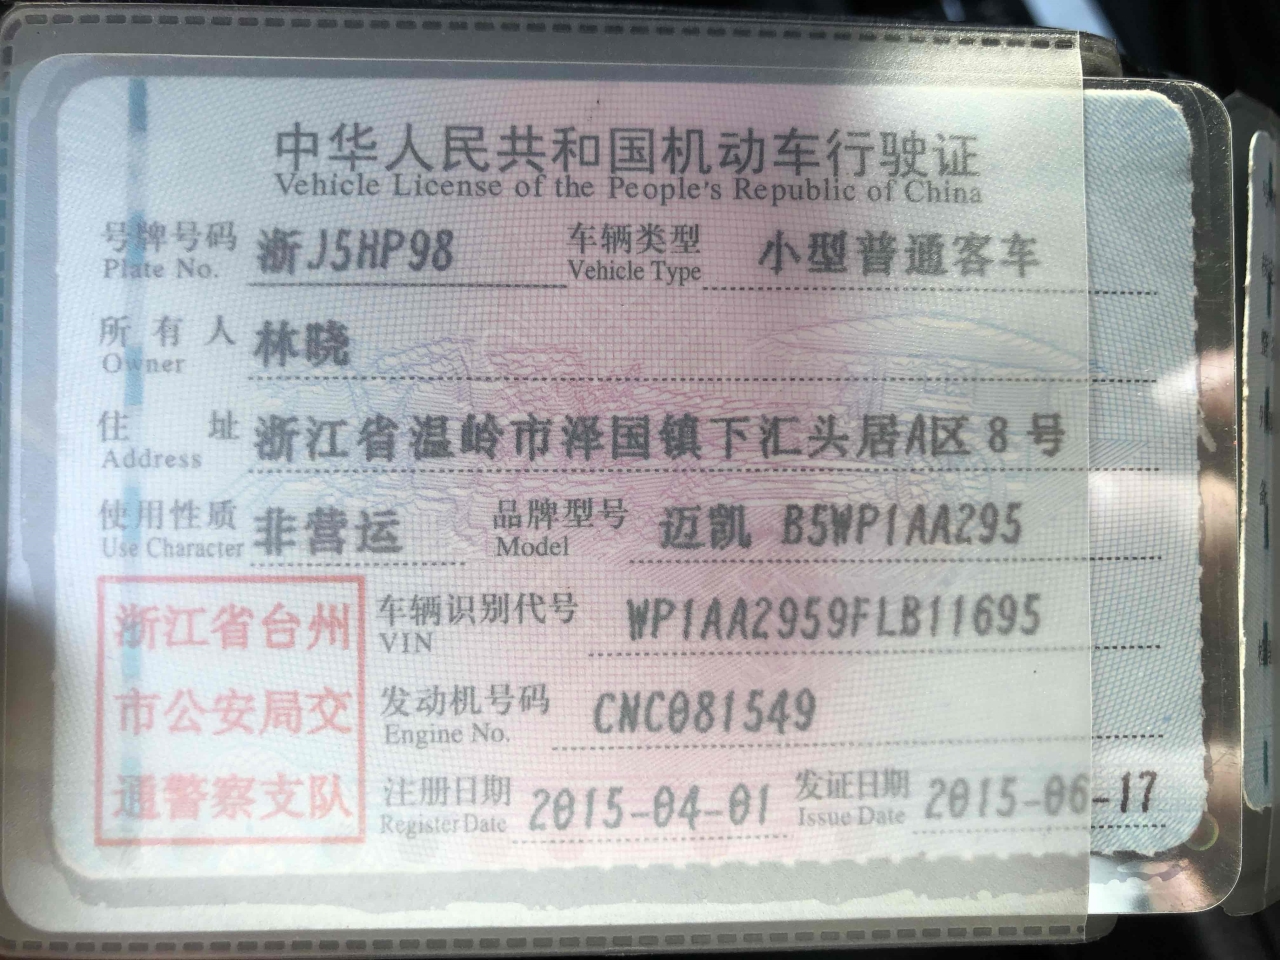 中华人民共和国机动车行驶证
Vehicle License of the People's Republic of China
号牌号码 浙J5HP98 车辆类型 小型普通客车
Plate No. Vehicle Type
所有人 林晓
Owner
住址 浙江省温岭市泽国镇下汇头居A区8号
Address
使用性质 非营运 品牌型号 迈凯 B5WP1AA295
Use Character Model
浙江省台州
市公安局交
通警察支队
车辆识别代号 WP1AA2959FLB11695
VIN
发动机号码 CNC081549
Engine No.
注册日期 2015-04-01 发证日期 2015-06-17
Register Date Issue Date